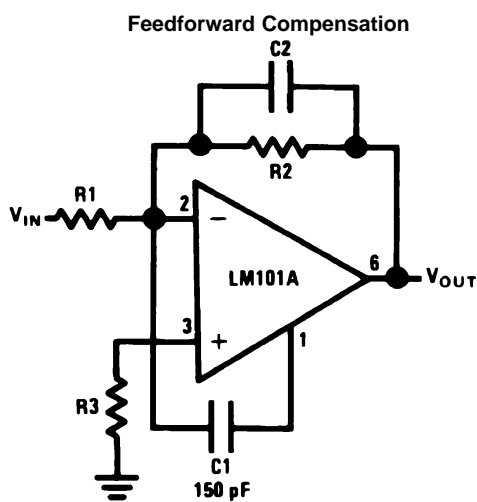 Feedforward Compensation
C2
R2
R1
VIN
2
−
LM101A
6
VOUT
3
+
1
R3
C1
150 pF